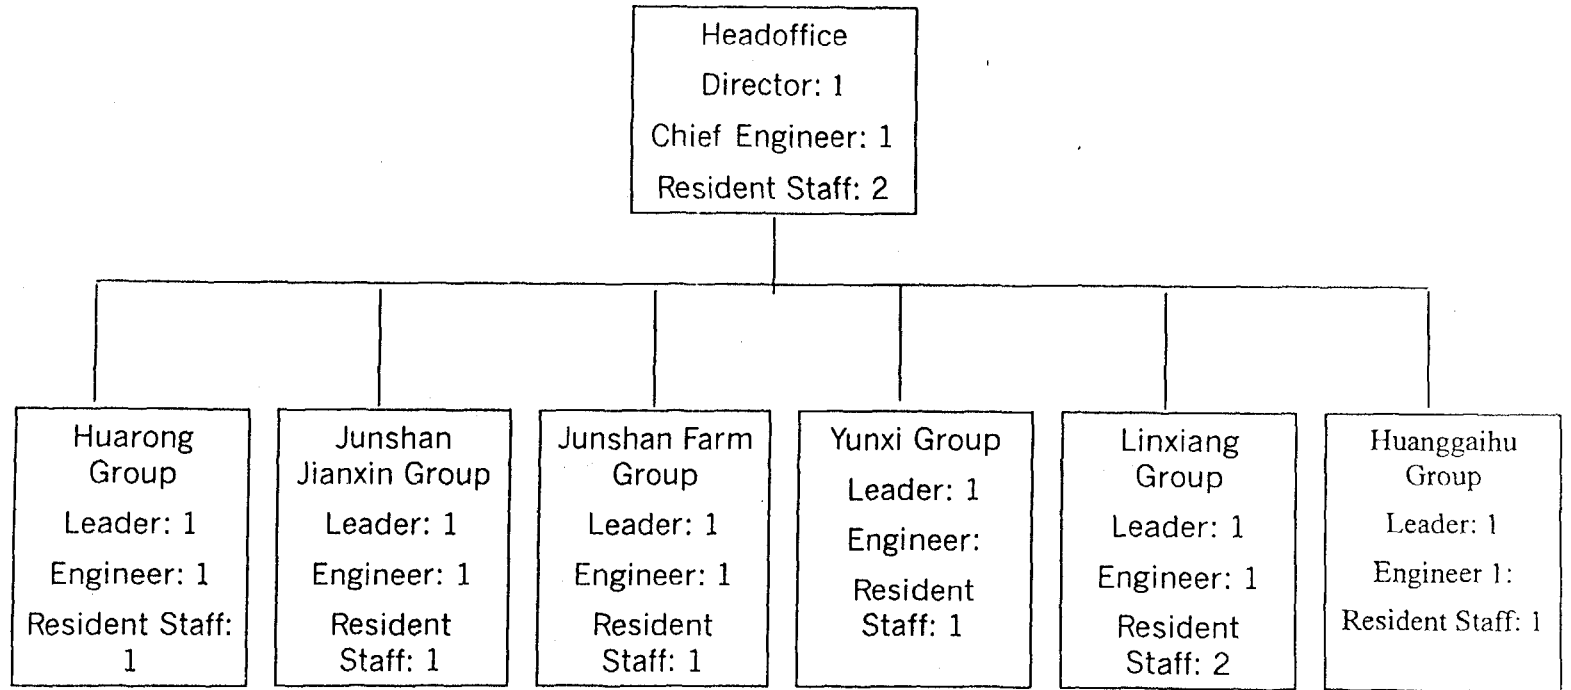 Headoffice
Director: 1
Chief Engineer: 1
Resident Staff: 2
Huarong
Group
Leader: 1
Engineer: 1
Resident Staff:
1
Junshan
Jianxin Group
Leader: 1
Engineer: 1
Resident
Staff: 1
Junshan Farm
Group
Leader: 1
Engineer: 1
Resident
Staff: 1
Yunxi Group
Leader: 1
Engineer:
Resident
Staff: 1
Linxiang
Group
Leader: 1
Engineer: 1
Resident
Staff: 2
Huanggaihu
Group
Leader: 1
Engineer 1:
Resident Staff: 1